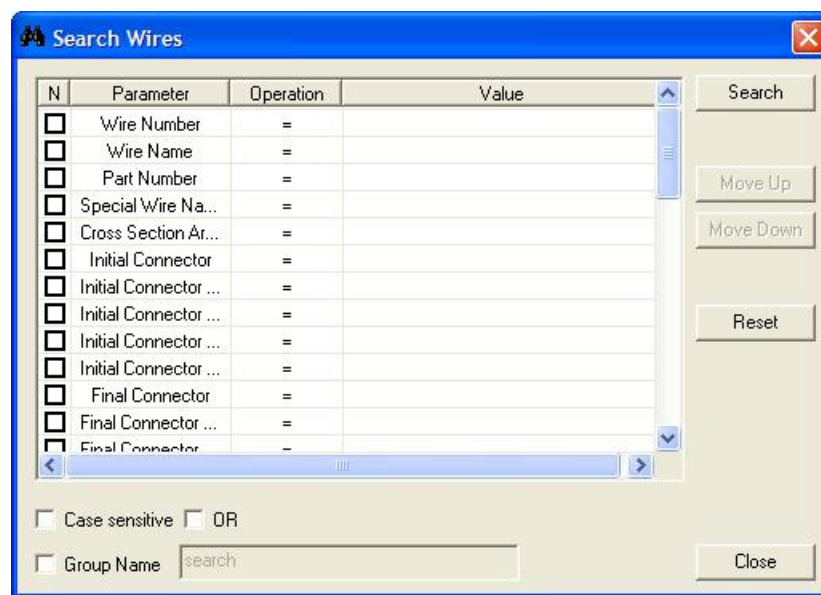 Search Wires
N Parameter Operation Value
Wire Number =
Wire Name =
Part Number =
Special Wire Na... =
Cross Section Ar... =
Initial Connector =
Initial Connector ... =
Initial Connector ... =
Initial Connector ... =
Initial Connector ... =
Final Connector =
Final Connector ... =
Final Connector =
Search
Move Up
Move Down
Reset
Case sensitive OR
Group Name search
Close